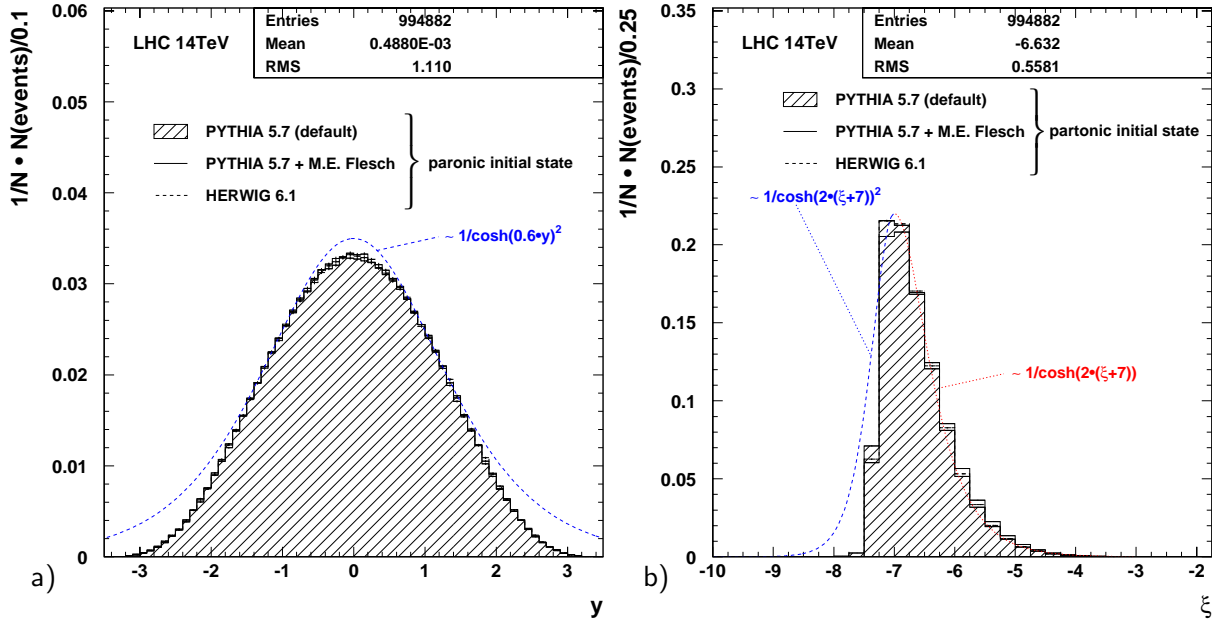 1/N • N(events)/0.1
LHC 14TeV
Entries 994882
Mean 0.4880E-03
RMS 1.110
PYTHIA 5.7 (default)
PYTHIA 5.7 + M.E. Flesch
HERWIG 6.1
paronic initial state
~ 1/cosh(0.6•y)²
0.06
0.05
0.04
0.03
0.02
0.01
0
-3 -2 -1 0 1 2 3
a)
y
1/N • N(events)/0.25
LHC 14TeV
Entries 994882
Mean -6.632
RMS 0.5581
PYTHIA 5.7 (default)
PYTHIA 5.7 + M.E. Flesch
HERWIG 6.1
partonic initial state
~ 1/cosh(2•(ξ+7))²
~ 1/cosh(2•(ξ+7))
0.35
0.3
0.25
0.2
0.15
0.1
0.05
0
-10 -9 -8 -7 -6 -5 -4 -3 -2
b)
ξ